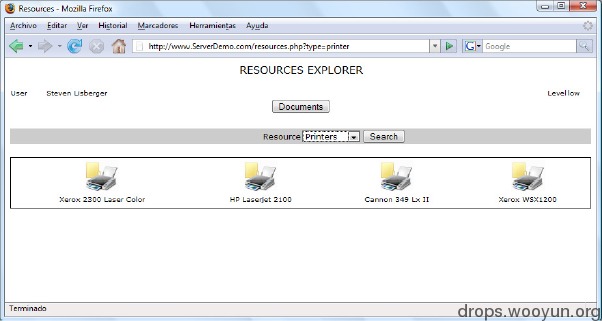 Resources - Mozilla Firefox
Archivo Editar Ver Historial Marcadores Herramientas Ayuda
http://www.ServerDemo.com/resources.php?type=printer
Google
RESOURCES EXPLORER
User Steven Lisberger Level low
Documents
Resource Printers Search
Xerox 2300 Laser Color HP Laserjet 2100 Cannon 349 Lx II Xerox WSX1200
Terminado
drops.wooyun.org